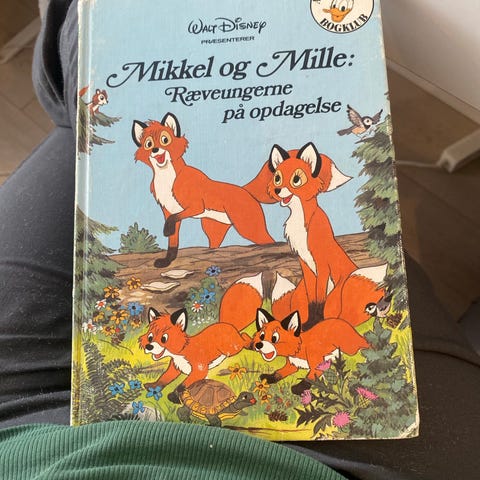 WALT DISNEY
PRÆSENTERER
Mikkel og Mille:
Ræveungerne
på opdagelse
BOGKLUB